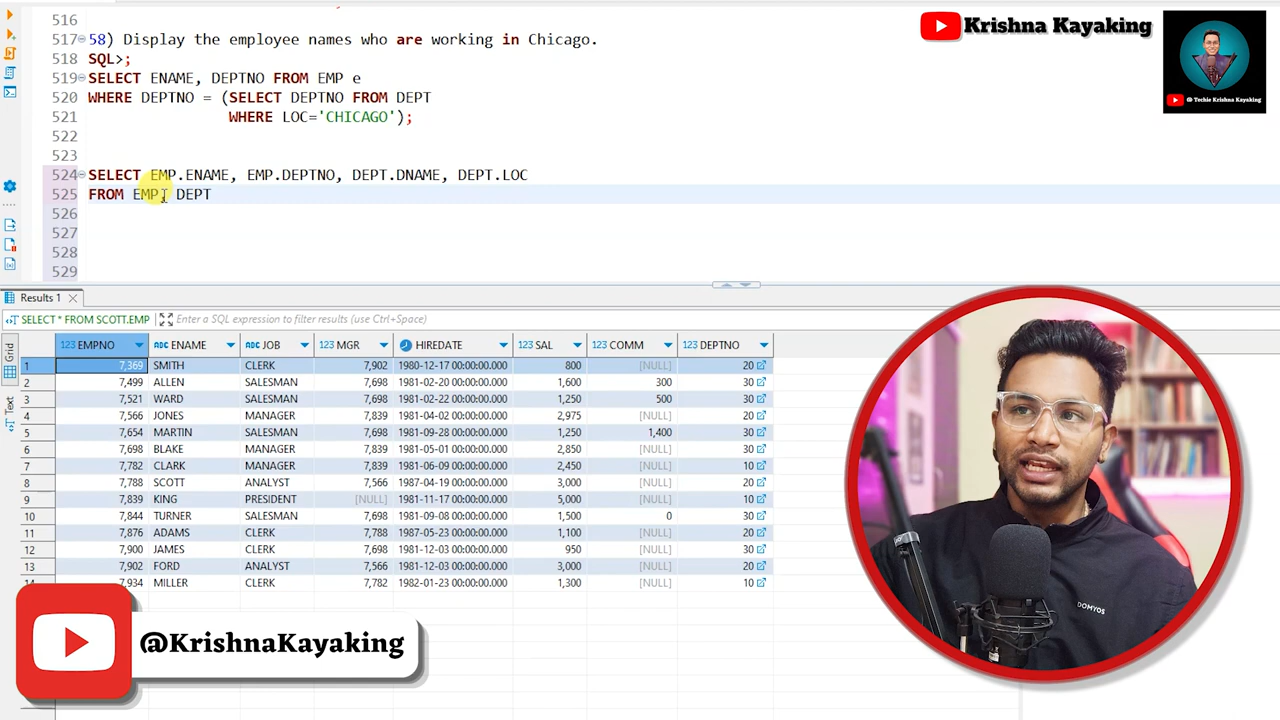 516
517 58) Display the employee names who are working in Chicago.
518 SQL>;
519 SELECT ENAME, DEPTNO FROM EMP e
520 WHERE DEPTNO = (SELECT DEPTNO FROM DEPT
521 WHERE LOC='CHICAGO');
522
523
524 SELECT EMP.ENAME, EMP.DEPTNO, DEPT.DNAME, DEPT.LOC
525 FROM EMP, DEPT
526
527
528
529
Krishna Kayaking
@ Techie Krishna Kayaking
Results 1
SELECT * FROM SCOTT.EMP Enter a SQL expression to filter results (use Ctrl+Space)
Grid
Text
123 EMPNO ABC ENAME ABC JOB 123 MGR HIREDATE 123 SAL 123 COMM 123 DEPTNO
1 7,369 SMITH CLERK 7,902 1980-12-17 00:00:00.000 800 [NULL] 20
2 7,499 ALLEN SALESMAN 7,698 1981-02-20 00:00:00.000 1,600 300 30
3 7,521 WARD SALESMAN 7,698 1981-02-22 00:00:00.000 1,250 500 30
4 7,566 JONES MANAGER 7,839 1981-04-02 00:00:00.000 2,975 [NULL] 20
5 7,654 MARTIN SALESMAN 7,698 1981-09-28 00:00:00.000 1,250 1,400 30
6 7,698 BLAKE MANAGER 7,839 1981-05-01 00:00:00.000 2,850 [NULL] 30
7 7,782 CLARK MANAGER 7,839 1981-06-09 00:00:00.000 2,450 [NULL] 10
8 7,788 SCOTT ANALYST 7,566 1987-04-19 00:00:00.000 3,000 [NULL] 20
9 7,839 KING PRESIDENT [NULL] 1981-11-17 00:00:00.000 5,000 [NULL] 10
10 7,844 TURNER SALESMAN 7,698 1981-09-08 00:00:00.000 1,500 0 30
11 7,876 ADAMS CLERK 7,788 1987-05-23 00:00:00.000 1,100 [NULL] 20
12 7,900 JAMES CLERK 7,698 1981-12-03 00:00:00.000 950 [NULL] 30
13 7,902 FORD ANALYST 7,566 1981-12-03 00:00:00.000 3,000 [NULL] 20
14 7,934 MILLER CLERK 7,782 1982-01-23 00:00:00.000 1,300 [NULL] 10
@KrishnaKayaking
DOMYOS